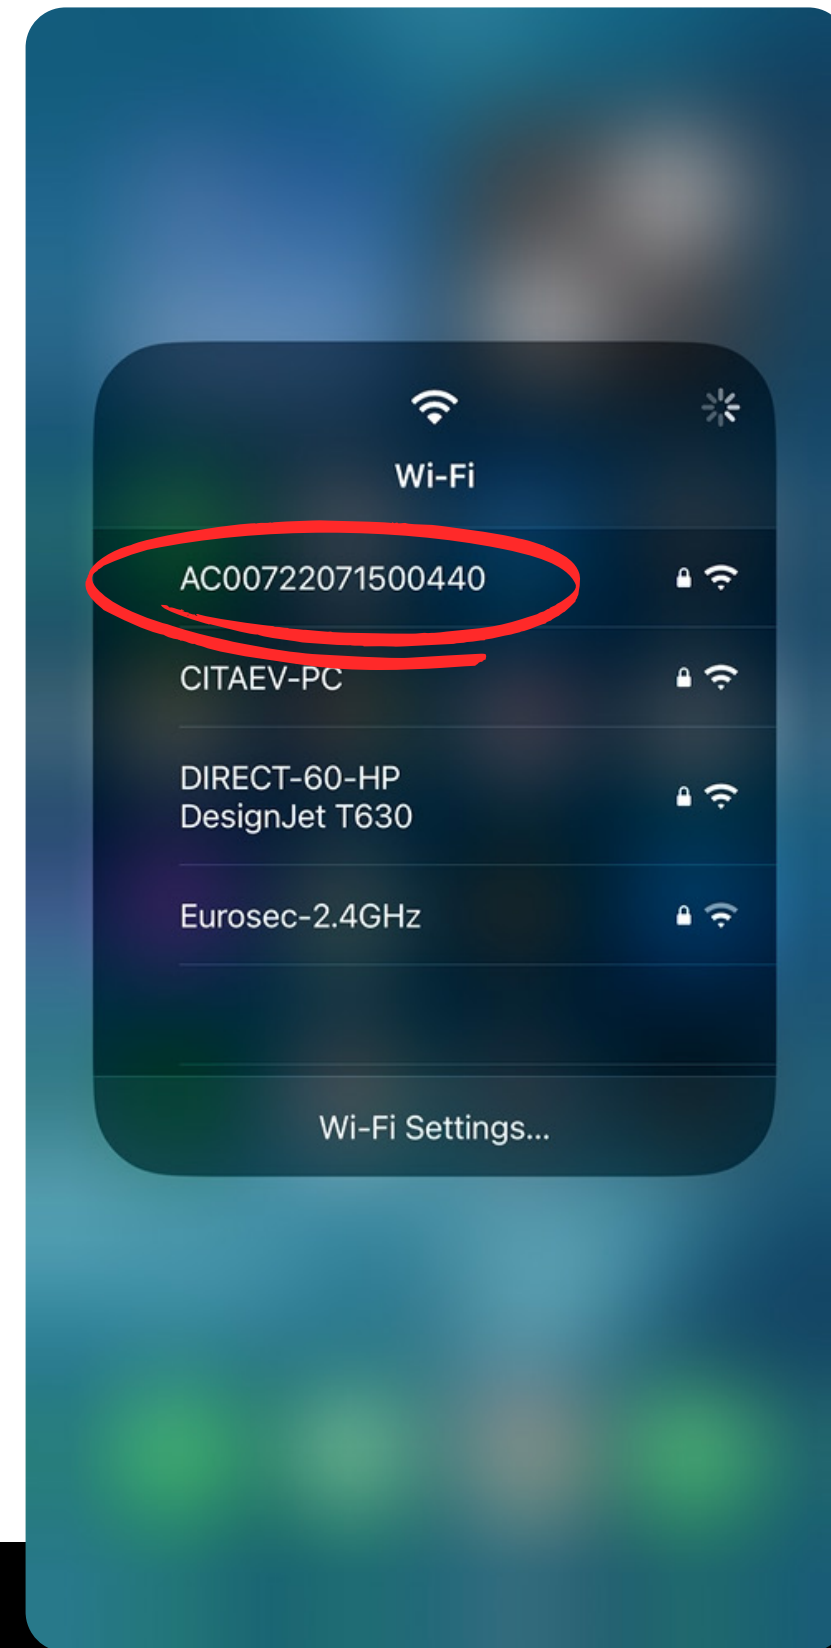 Wi-Fi
AC00722071500440
CITAEV-PC
DIRECT-60-HP
DesignJet T630
Eurosec-2.4GHz
Wi-Fi Settings...